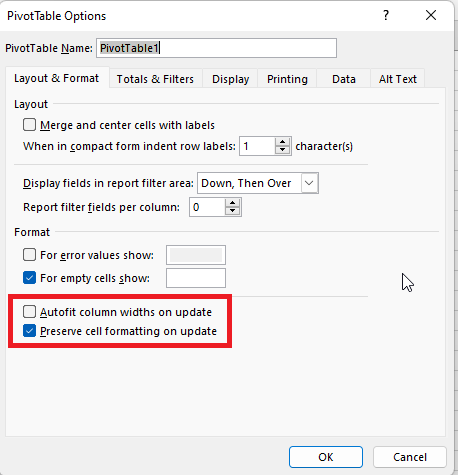 PivotTable Options
?
PivotTable Name: PivotTable1
Layout & Format Totals & Filters Display Printing Data Alt Text
Layout
Merge and center cells with labels
When in compact form indent row labels: 1 character(s)
Display fields in report filter area: Down, Then Over
Report filter fields per column: 0
Format
For error values show:
For empty cells show:
Autofit column widths on update
Preserve cell formatting on update
OK Cancel